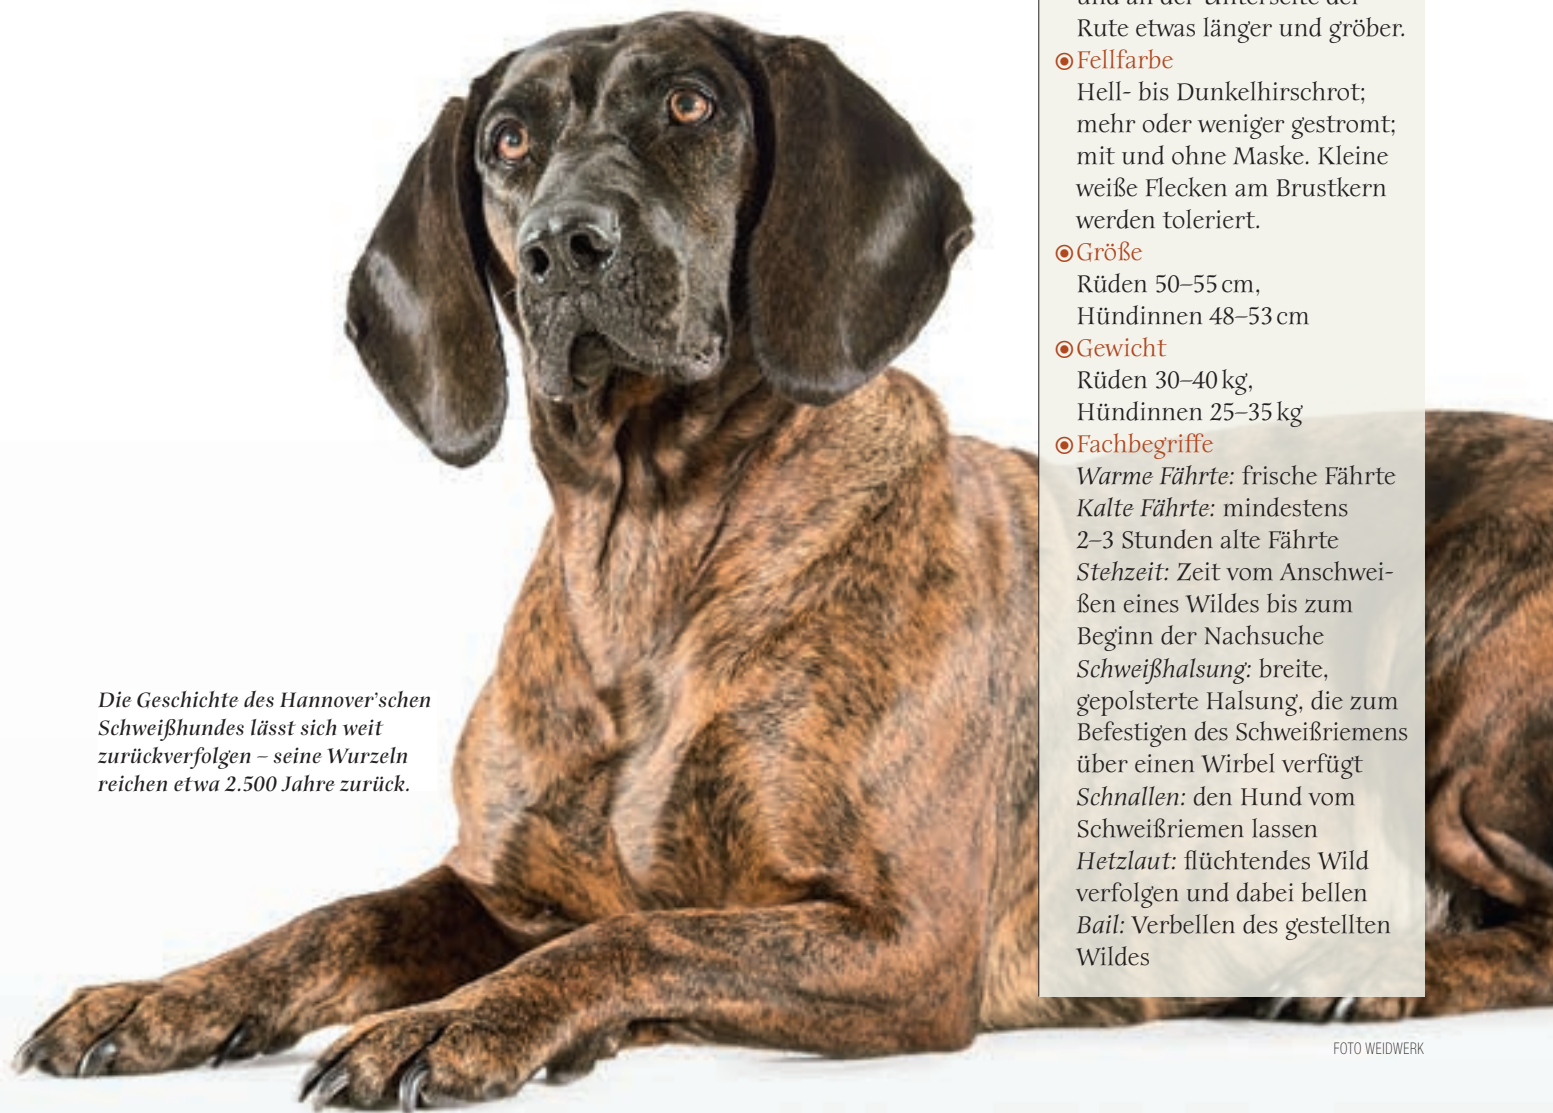 Rute etwas länger und gröber.
Fellfarbe
Hell- bis Dunkelhirschrot;
mehr oder weniger gestromt;
mit und ohne Maske. Kleine
weiße Flecken am Brustkern
werden toleriert.
Größe
Rüden 50–55 cm,
Hündinnen 48–53 cm
Gewicht
Rüden 30–40 kg,
Hündinnen 25–35 kg
Fachbegriffe
Warme Fährte: frische Fährte
Kalte Fährte: mindestens
2–3 Stunden alte Fährte
Stehzeit: Zeit vom Anschwei-
ßen eines Wildes bis zum
Beginn der Nachsuche
Schweißhalsung: breite,
gepolsterte Halsung, die zum
Befestigen des Schweißriemens
über einen Wirbel verfügt
Schnallen: den Hund vom
Schweißriemen lassen
Hetzlaut: flüchtendes Wild
verfolgen und dabei bellen
Bail: Verbellen des gestellten
Wildes
Die Geschichte des Hannover’schen
Schweißhundes lässt sich weit
zurückverfolgen – seine Wurzeln
reichen etwa 2.500 Jahre zurück.
FOTO WEIDWERK